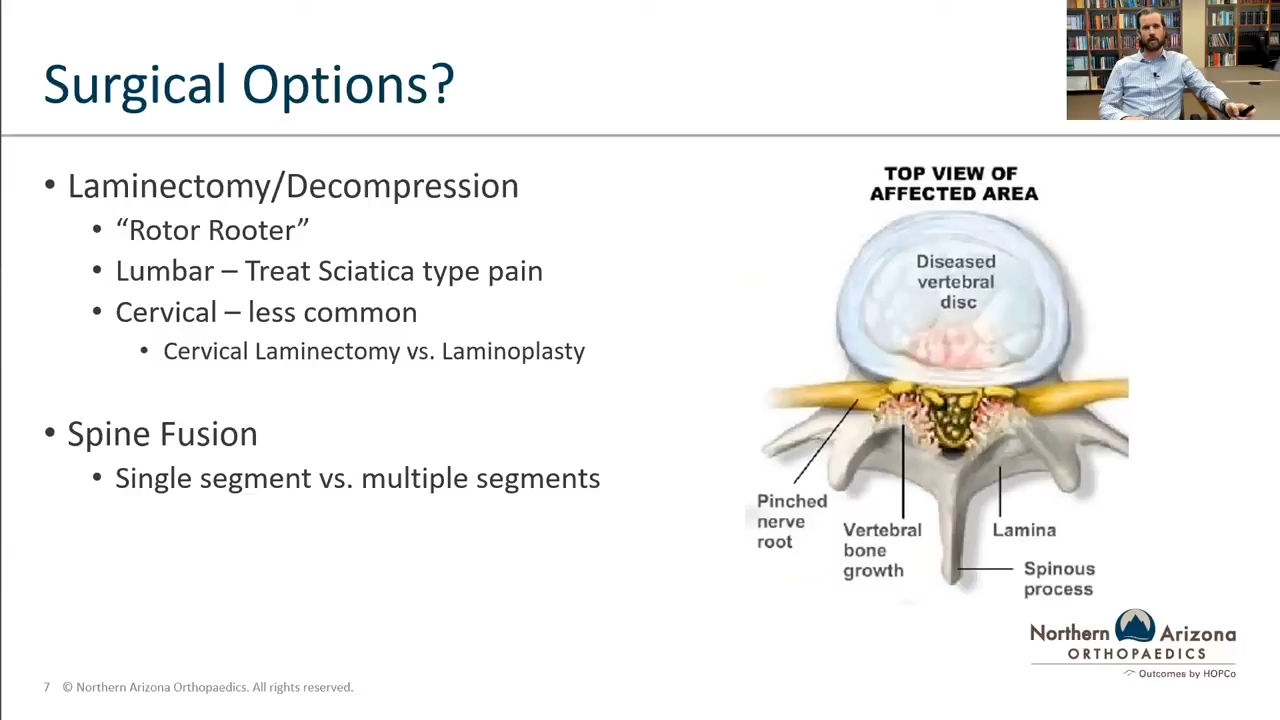 Surgical Options?
• Laminectomy/Decompression
• “Rotor Rooter”
• Lumbar – Treat Sciatica type pain
• Cervical – less common
• Cervical Laminectomy vs. Laminoplasty
• Spine Fusion
• Single segment vs. multiple segments
TOP VIEW OF
AFFECTED AREA
Diseased
vertebral
disc
Pinched
nerve
root
Vertebral
bone
growth
Lamina
Spinous
process
Northern Arizona
ORTHOPAEDICS
Outcomes by HOPCo
7 © Northern Arizona Orthopaedics. All rights reserved.